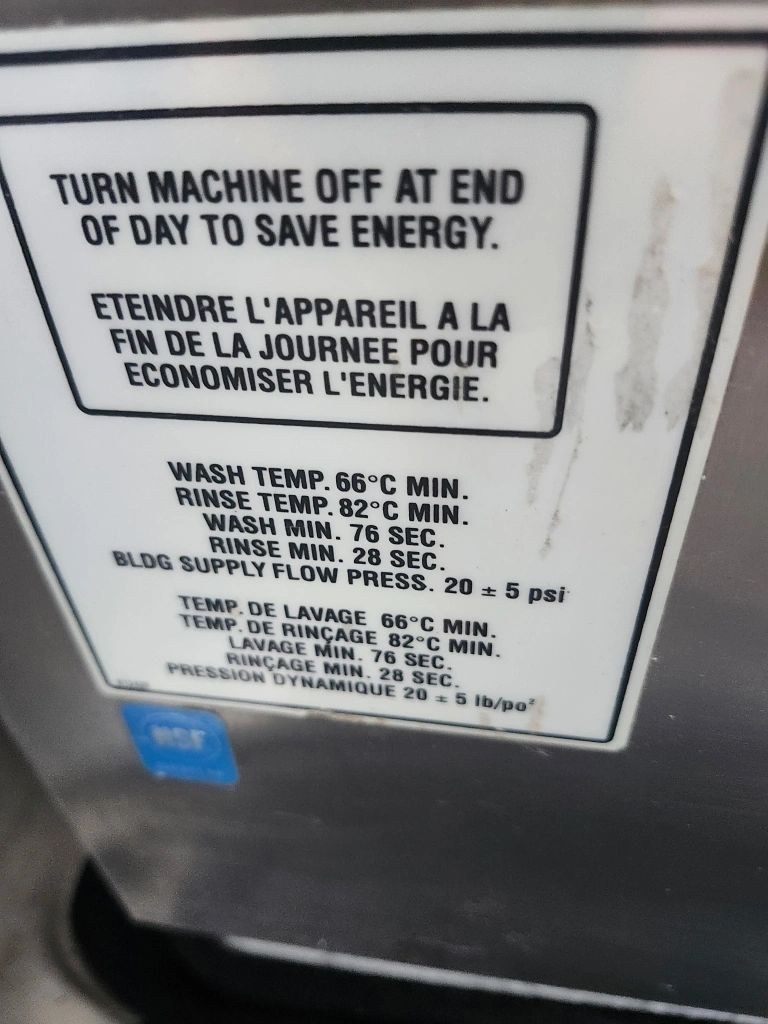 TURN MACHINE OFF AT END
OF DAY TO SAVE ENERGY.
ETEINDRE L'APPAREIL A LA
FIN DE LA JOURNEE POUR
ECONOMISER L'ENERGIE.
WASH TEMP. 66°C MIN.
RINSE TEMP. 82°C MIN.
WASH MIN. 76 SEC.
RINSE MIN. 28 SEC.
BLDG SUPPLY FLOW PRESS. 20 ± 5 psi
TEMP. DE LAVAGE 66°C MIN.
TEMP. DE RINÇAGE 82°C MIN.
LAVAGE MIN. 76 SEC.
RINÇAGE MIN. 28 SEC.
PRESSION DYNAMIQUE 20 ± 5 lb/po²
NSF